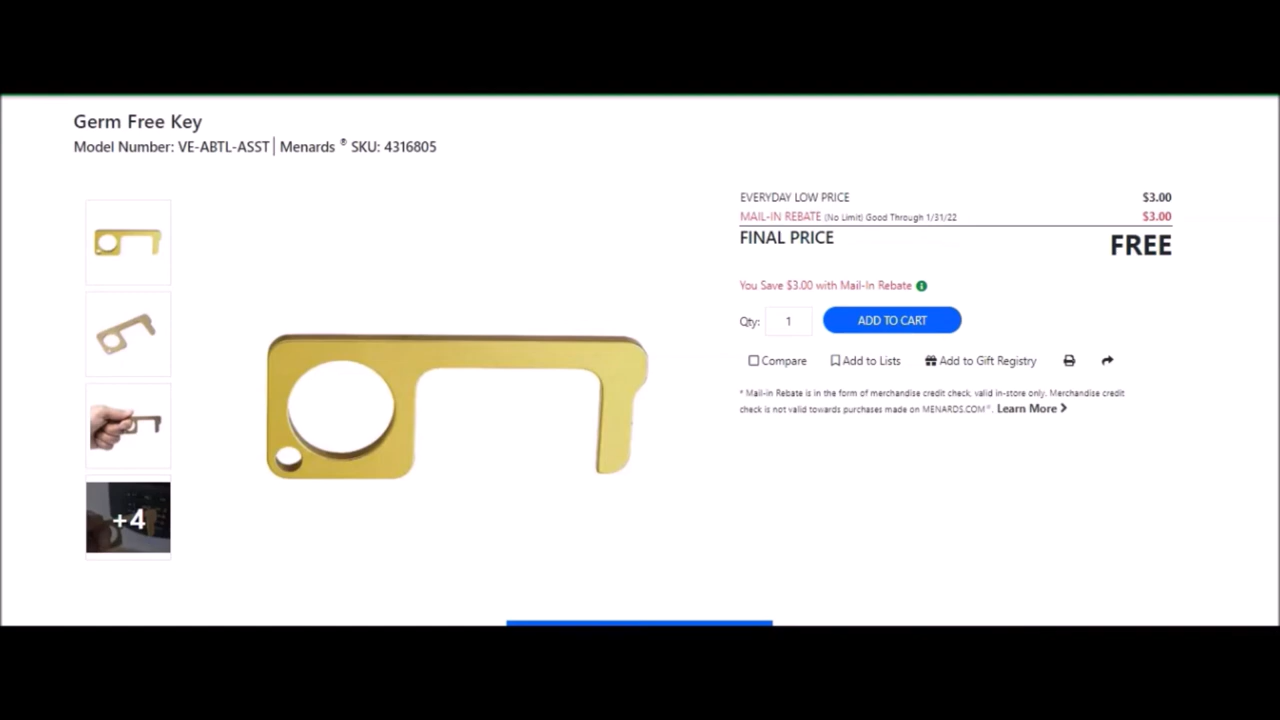 Germ Free Key
Model Number: VE-ABTL-ASST | Menards ® SKU: 4316805
EVERYDAY LOW PRICE $3.00
MAIL-IN REBATE (No Limit) Good Through 1/31/22 $3.00
FINAL PRICE FREE
You Save $3.00 with Mail-In Rebate
Qty: 1 ADD TO CART
Compare Add to Lists Add to Gift Registry
* Mail-in Rebate is in the form of merchandise credit check, valid in-store only. Merchandise credit
check is not valid towards purchases made on MENARDS.COM®. Learn More
+4